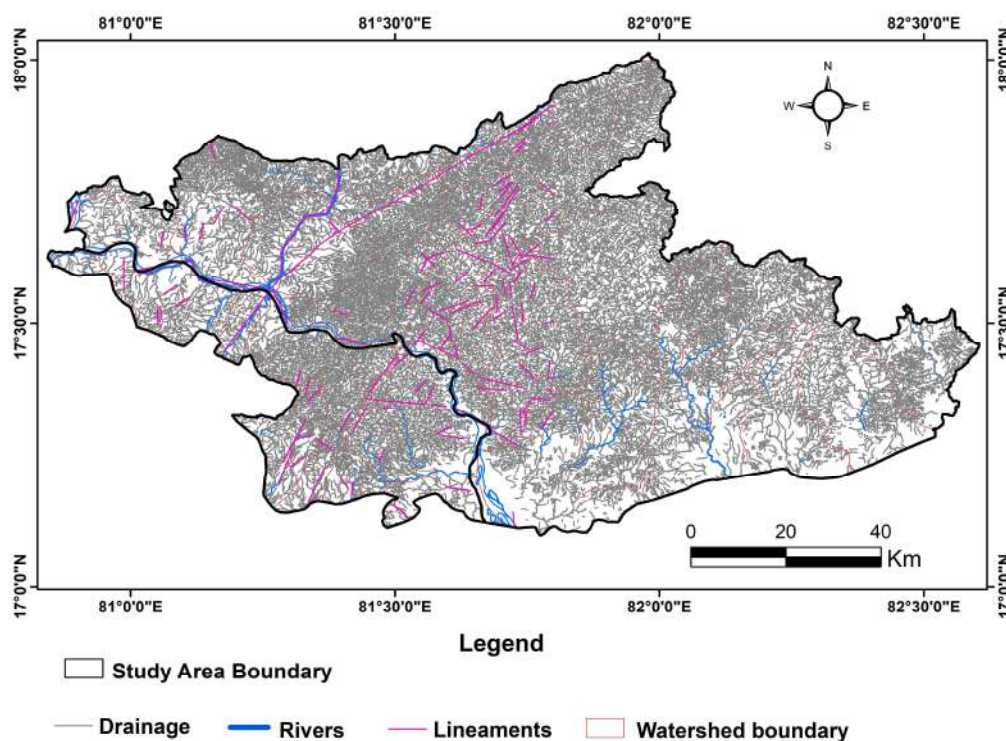 81°0'0"E 81°30'0"E 82°0'0"E 82°30'0"E
18°0'0"N 18°0'0"N
N
W E
S
17°30'0"N 17°30'0"N
0 20 40
Km
17°0'0"N 17°0'0"N
81°0'0"E 81°30'0"E 82°0'0"E 82°30'0"E
Legend
Study Area Boundary
Drainage Rivers Lineaments Watershed boundary